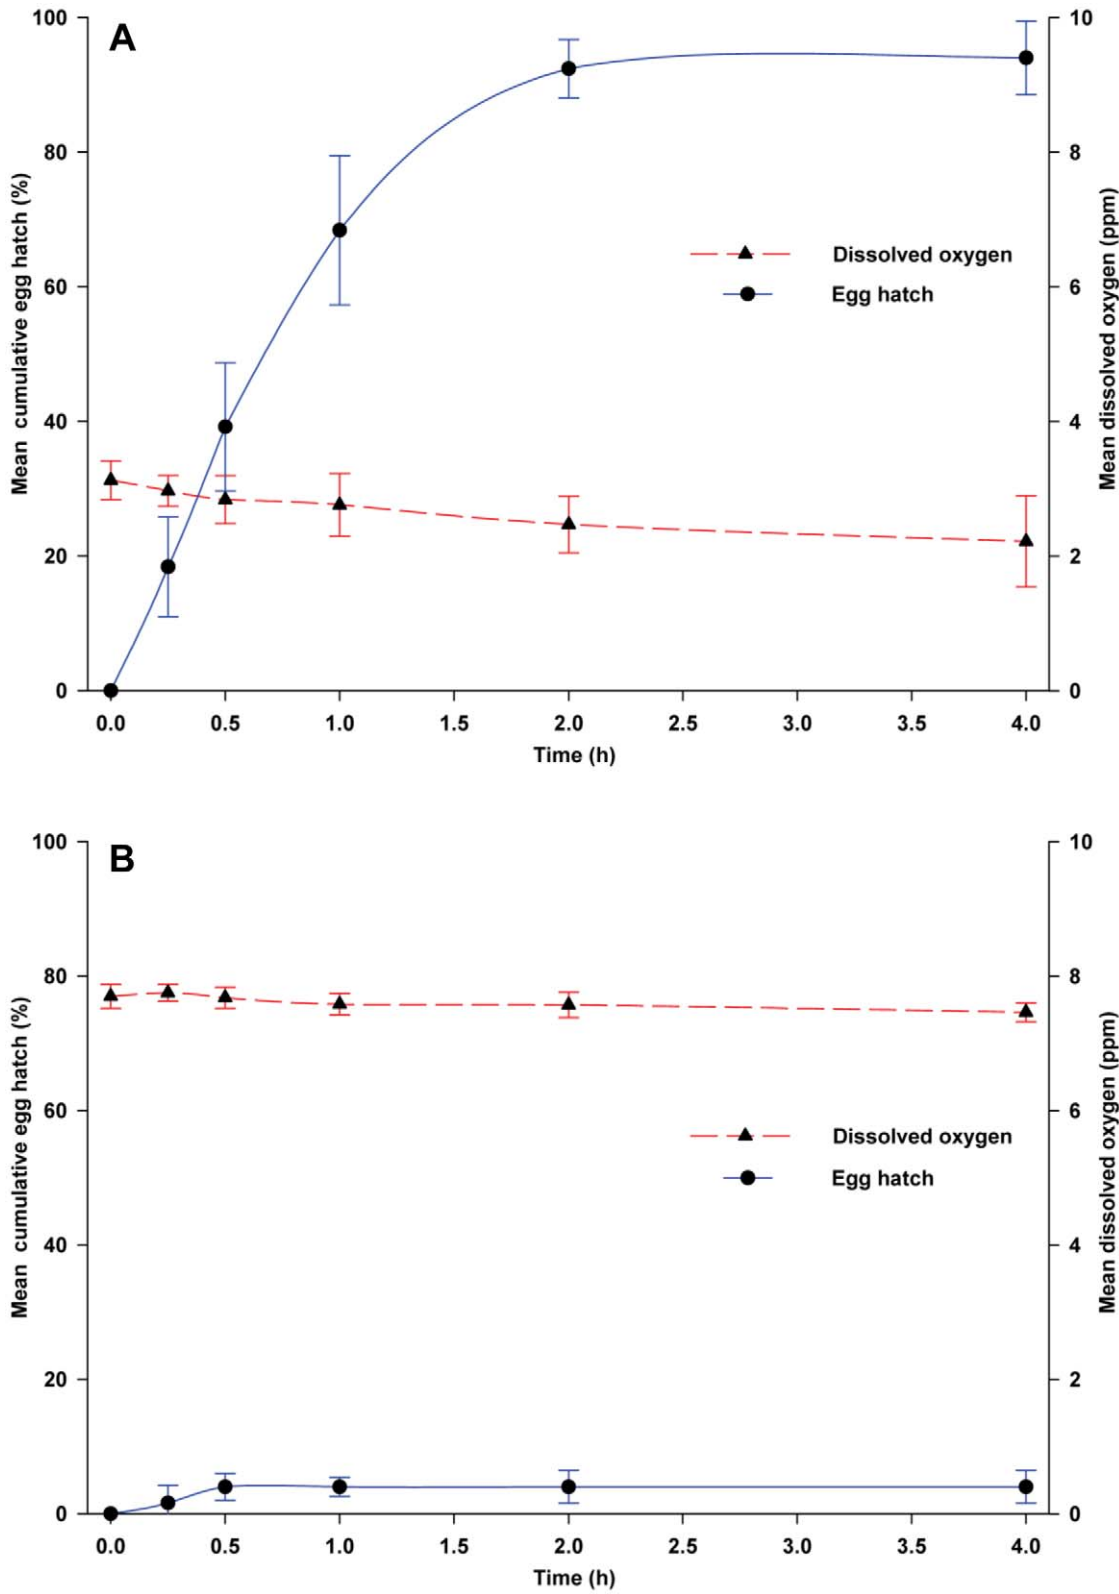 A
100
80
60
40
20
0
Mean cumulative egg hatch (%)
10
8
6
4
2
0
Mean dissolved oxygen (ppm)
Dissolved oxygen
Egg hatch
0.0 0.5 1.0 1.5 2.0 2.5 3.0 3.5 4.0
Time (h)
B
100
80
60
40
20
0
Mean cumulative egg hatch (%)
10
8
6
4
2
0
Mean dissolved oxygen (ppm)
Dissolved oxygen
Egg hatch
0.0 0.5 1.0 1.5 2.0 2.5 3.0 3.5 4.0
Time (h)